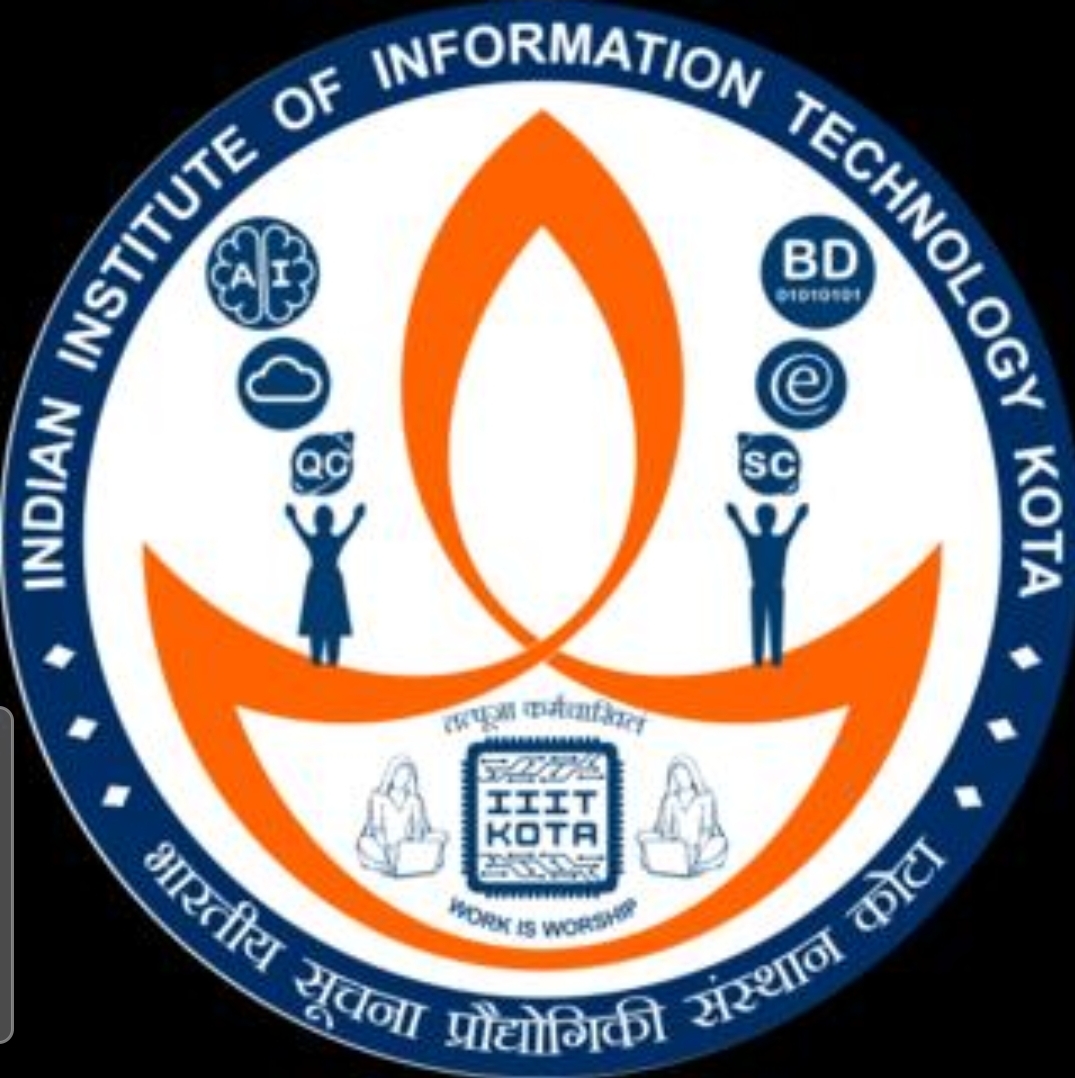 INDIAN INSTITUTE OF INFORMATION TECHNOLOGY KOTA
AI
BD
01010101
e
QC
SC
IIIT
KOTA
WORK IS WORSHIP
भारतीय सूचना प्रौद्योगिकी संस्थान कोटा